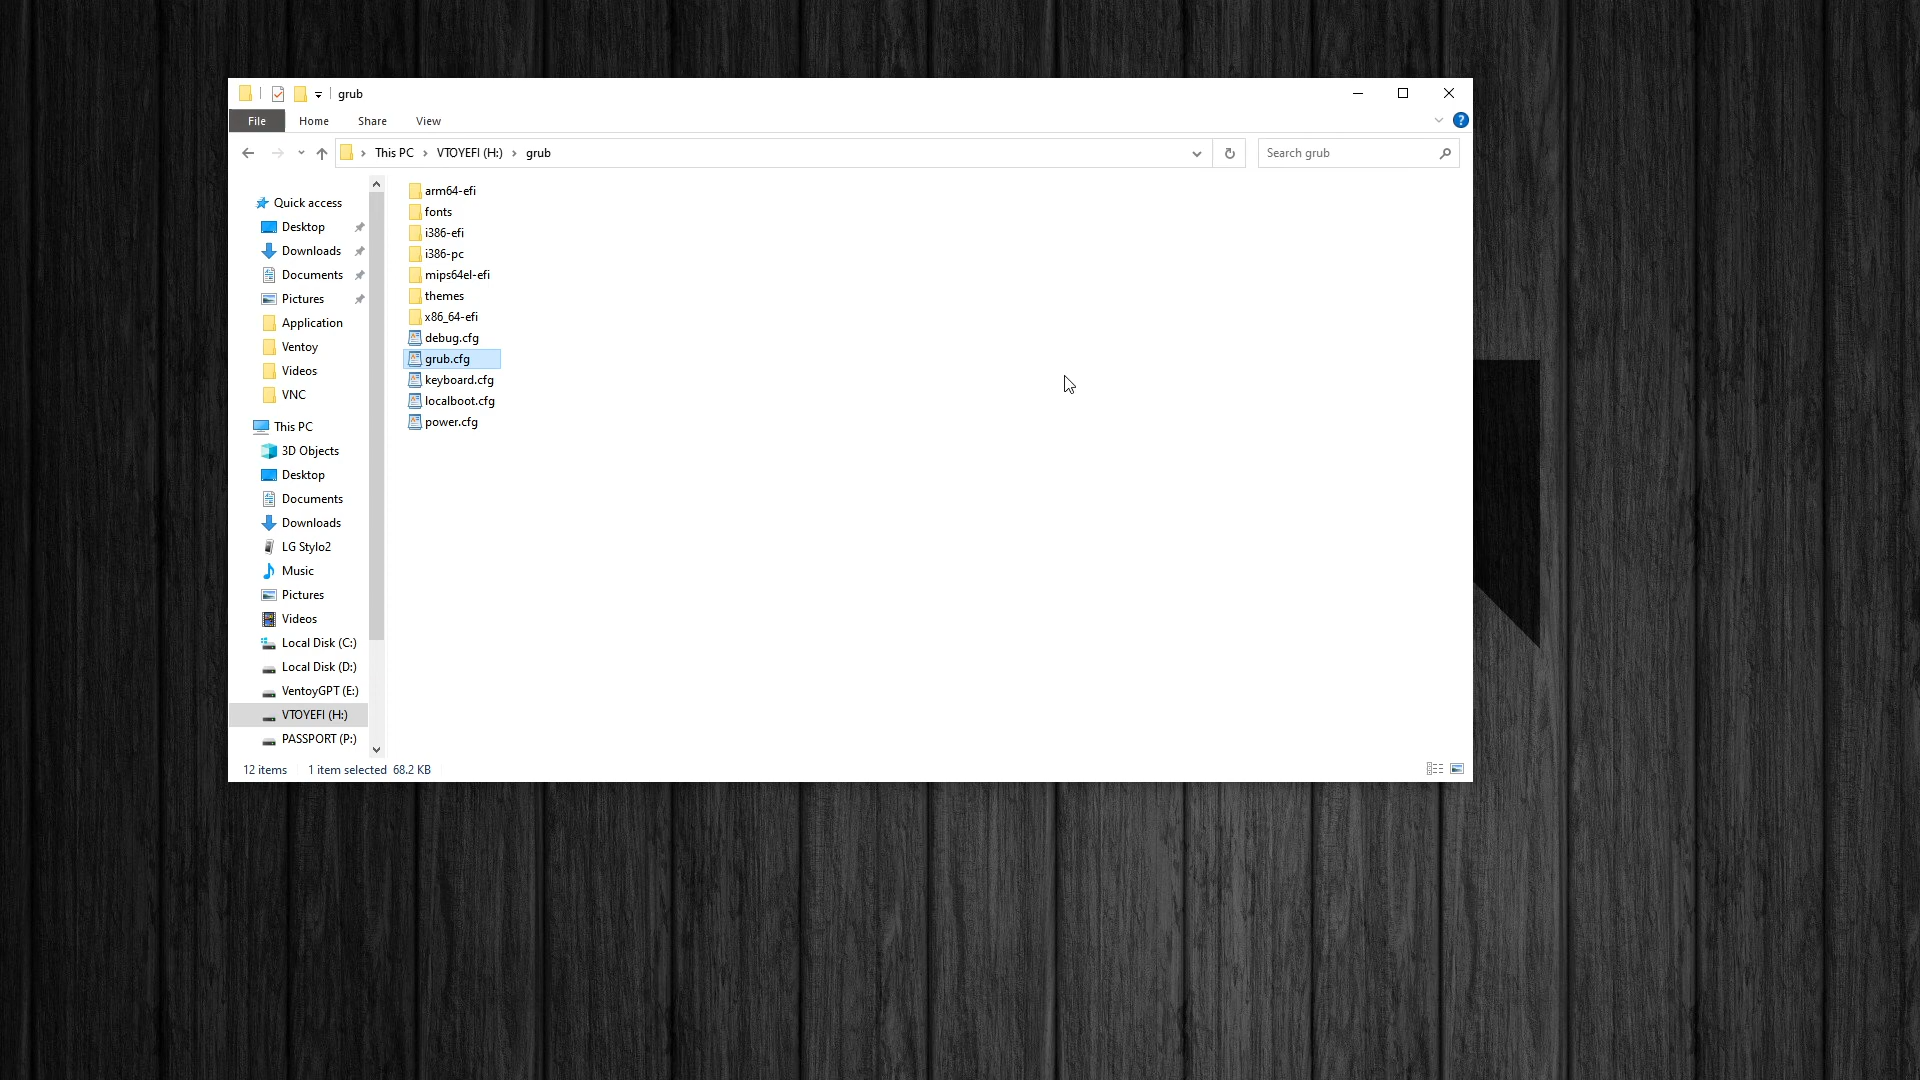 grub
File Home Share View
This PC VTOYEFI (H:) grub
Search grub
Quick access
Desktop
Downloads
Documents
Pictures
Application
Ventoy
Videos
VNC
This PC
3D Objects
Desktop
Documents
Downloads
LG Stylo2
Music
Pictures
Videos
Local Disk (C:)
Local Disk (D:)
VentoyGPT (E:)
VTOYEFI (H:)
PASSPORT (P:)
arm64-efi
fonts
i386-efi
i386-pc
mips64el-efi
themes
x86_64-efi
debug.cfg
grub.cfg
keyboard.cfg
localboot.cfg
power.cfg
12 items 1 item selected 68.2 KB